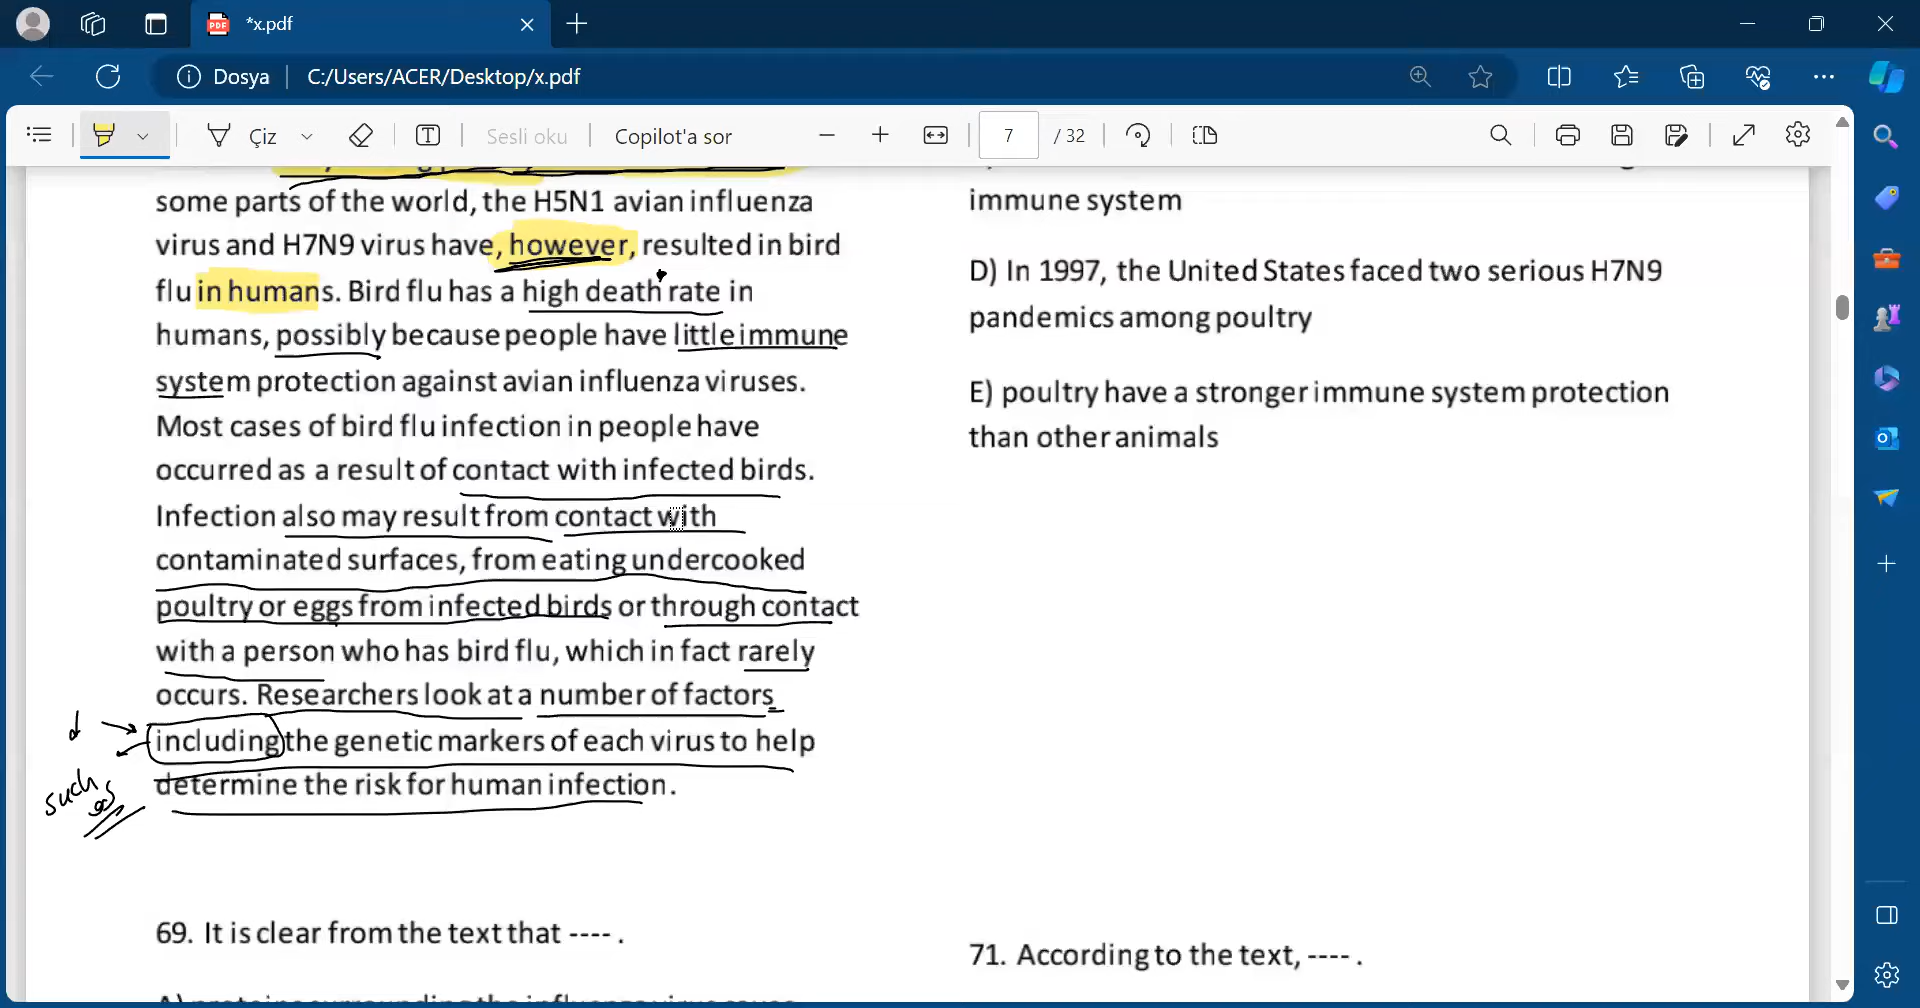 *x.pdf
Dosya
C:/Users/ACER/Desktop/x.pdf
Çiz
Sesli oku
Copilot'a sor
7
/ 32
some parts of the world, the H5N1 avian influenza
virus and H7N9 virus have, however, resulted in bird
flu in humans. Bird flu has a high death rate in
humans, possibly because people have little immune
system protection against avian influenza viruses.
Most cases of bird flu infection in people have
occurred as a result of contact with infected birds.
Infection also may result from contact with
contaminated surfaces, from eating undercooked
poultry or eggs from infected birds or through contact
with a person who has bird flu, which in fact rarely
occurs. Researchers look at a number of factors
including the genetic markers of each virus to help
determine the risk for human infection.
such
as
69. It is clear from the text that ---- .
immune system
D) In 1997, the United States faced two serious H7N9
pandemics among poultry
E) poultry have a stronger immune system protection
than other animals
71. According to the text, ---- .